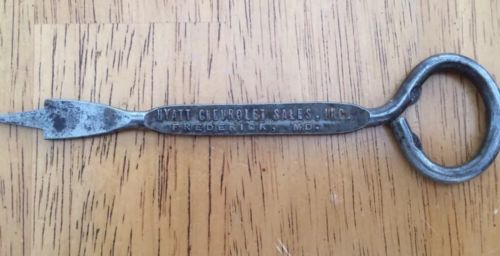 HYATT CHEVROLET SALES, INC.
FREDERICK, MD.